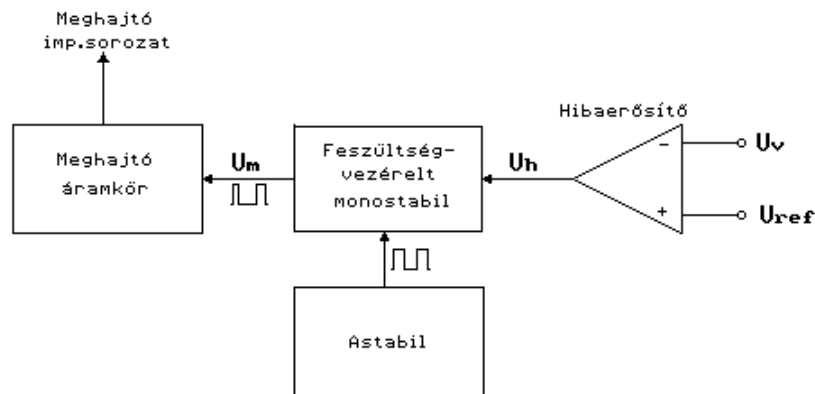 Meghajtó
imp.sorozat
Hibaerősítő
Meghajtó
áramkör
Um
Feszültség-
vezérelt
monostabil
Uh
-
Uv
+
Uref
Astabil